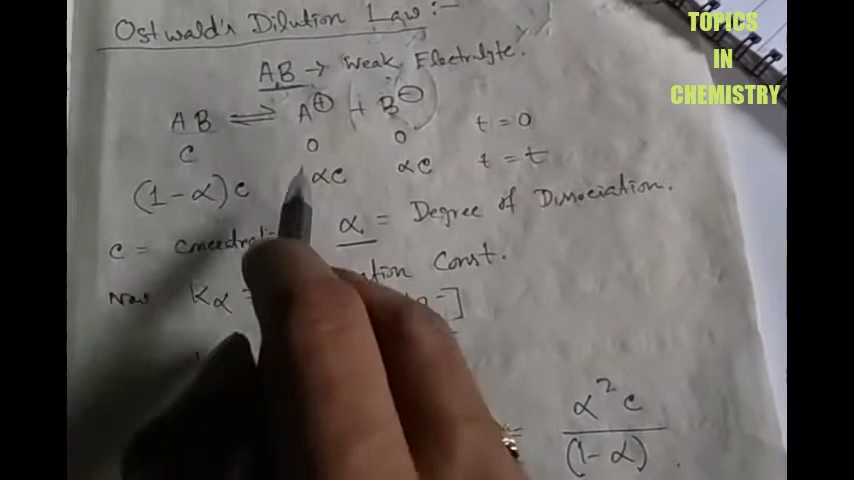 Ostwald's Dilution Law :-
TOPICS
IN
CHEMISTRY
AB → Weak Electrolyte.
AB ⇌ A⊕ + B⊖ t = 0
C 0 0
(1-α)c αc αc t = t
c = α = Degree of Dissociation.
Const.
Now Kα =
α²c
(1-α)